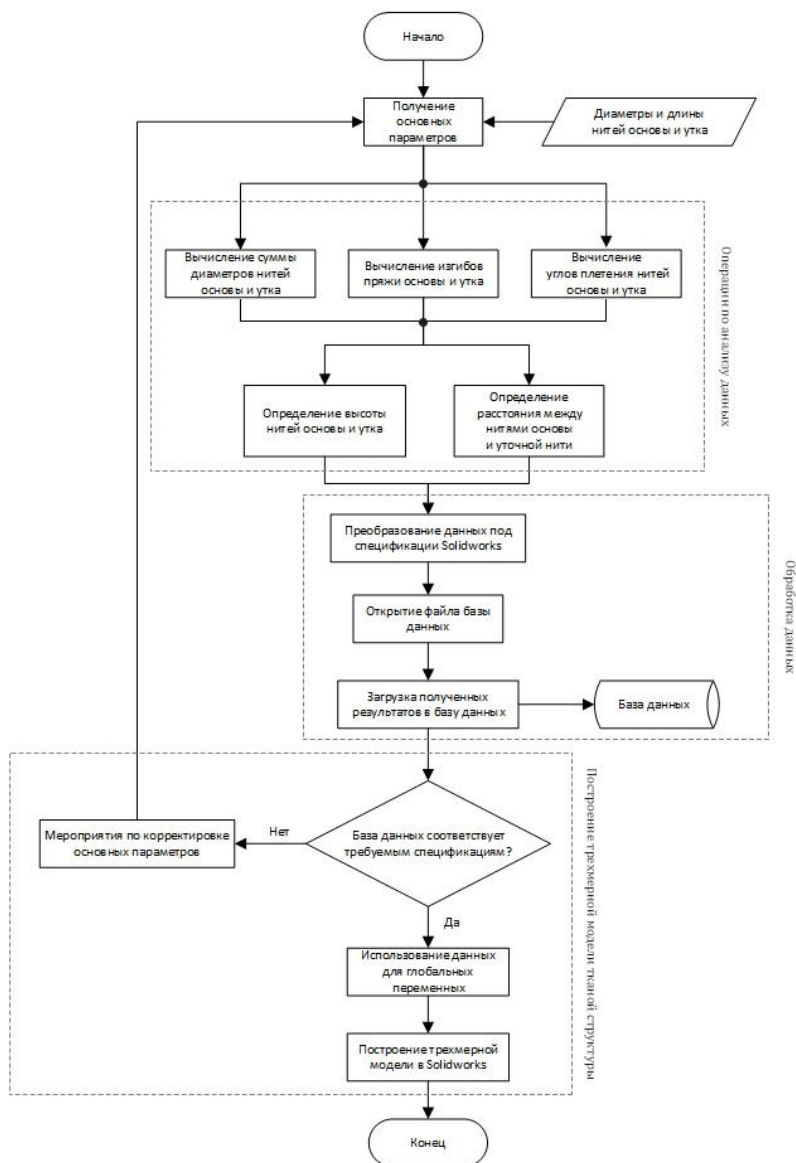 Начало
Получение
основных
параметров
Диаметры и длины
нитей основы и утка
Вычисление суммы
диаметров нитей
основы и утка
Вычисление изгибов
пряжи основы и утка
Вычисление
углов плетения нитей
основы и утка
Операции по анализу данных
Определение высоты
нитей основы и утка
Определение
расстояния между
нитями основы
и уточной нити
Преобразование данных под
спецификации Solidworks
Открытие файла базы
данных
Обработка данных
Загрузка полученных
результатов в базу данных
База данных
Мероприятия по корректировке
основных параметров
Нет
База данных соответствует
требуемым спецификациям?
Построение трехмерной модели тканой структуры
Да
Использование данных
для глобальных
переменных
Построение трехмерной
модели в Solidworks
Конец